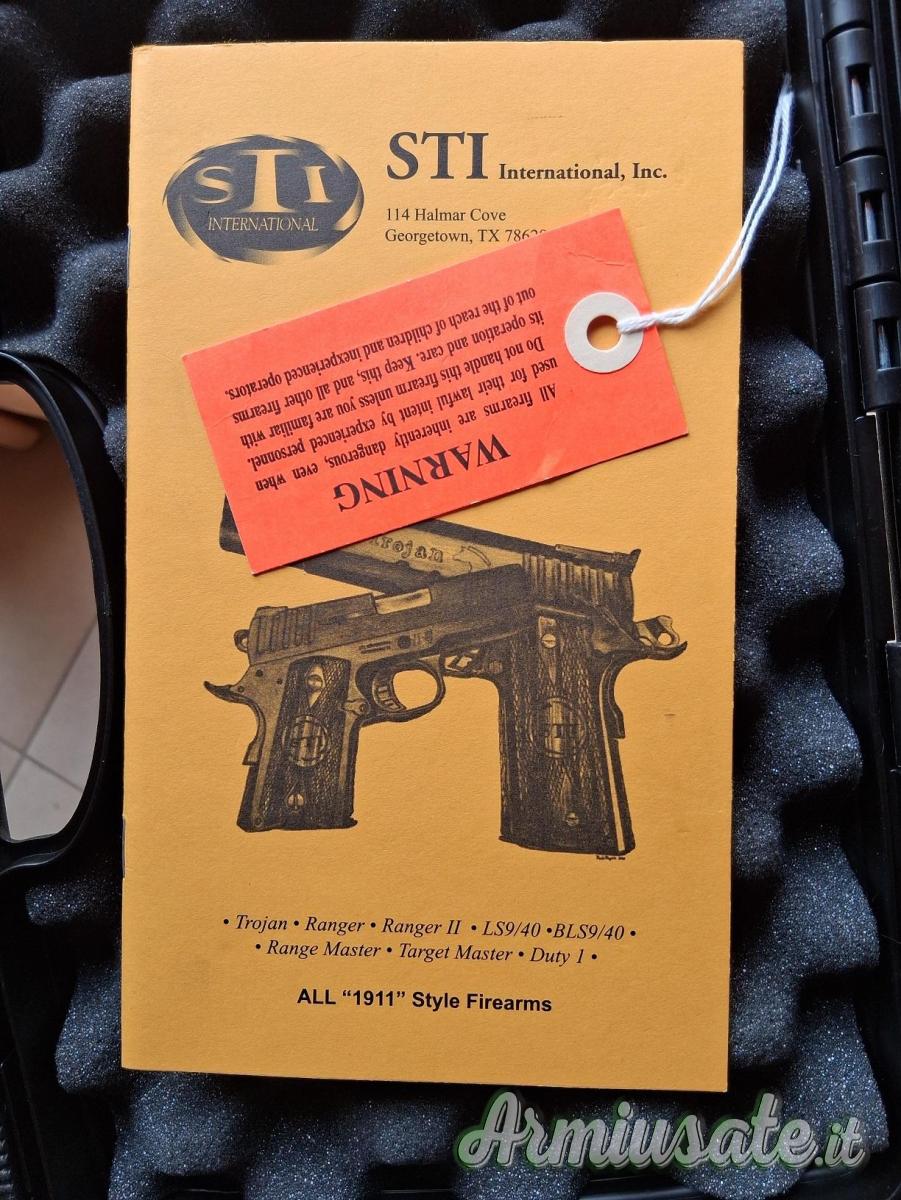 STI
INTERNATIONAL
STI International, Inc.
114 Halmar Cove
Georgetown, TX
WARNING
All firearms are inherently dangerous, even when
used for their lawful intent by experienced personnel.
Do not handle this firearm unless you are familiar with
its operation and care. Keep this, and all other firearms
out of the reach of children and inexperienced operators.
Trojan
• Trojan • Ranger • Ranger II • LS9/40 •BLS9/40 •
• Range Master • Target Master • Duty 1 •
ALL “1911” Style Firearms
Armiusate.it